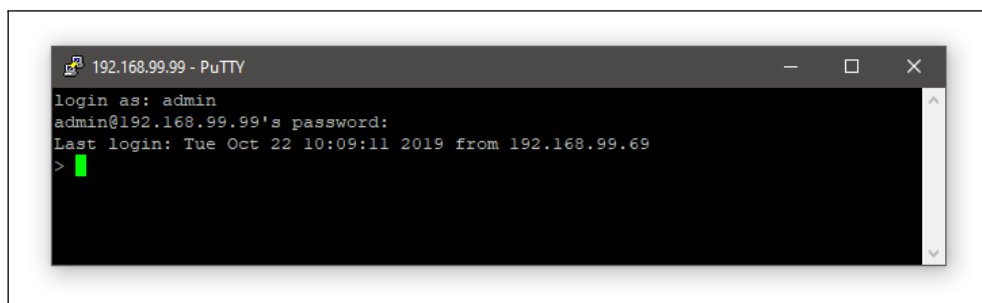 192.168.99.99 - PuTTY
login as: admin
admin@192.168.99.99's password:
Last login: Tue Oct 22 10:09:11 2019 from 192.168.99.69
>